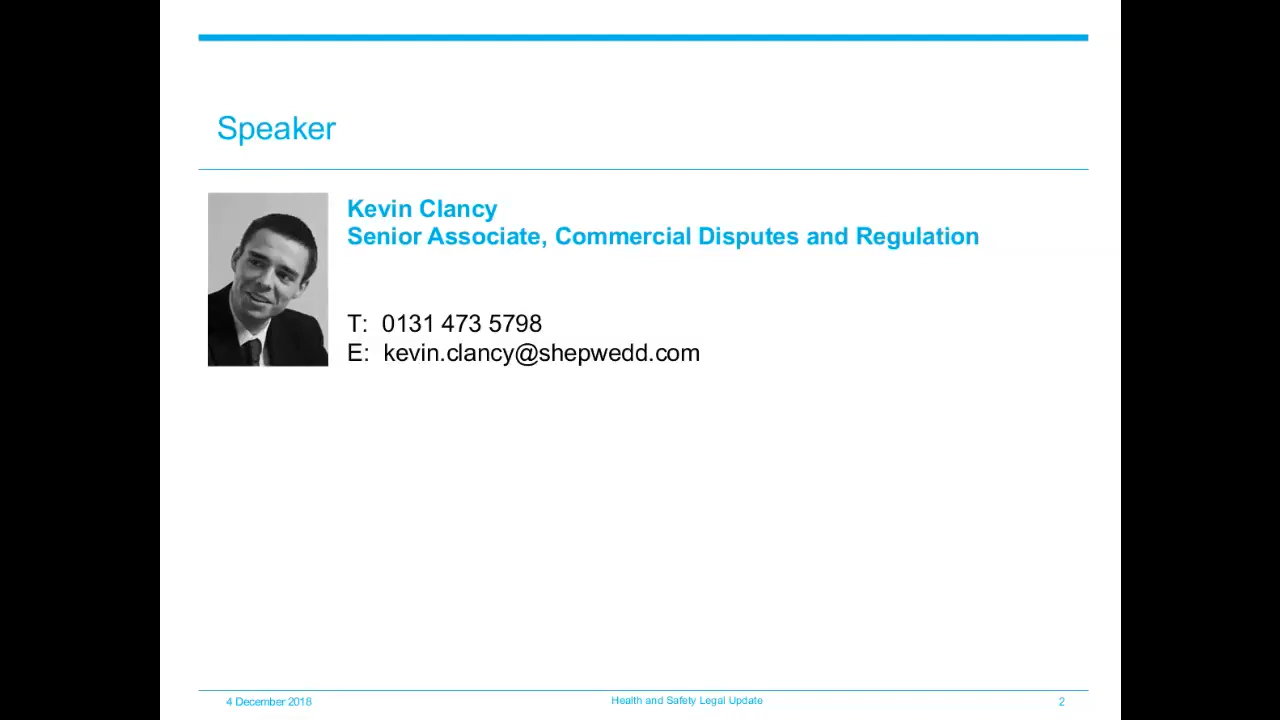 Speaker
Kevin Clancy
Senior Associate, Commercial Disputes and Regulation
T: 0131 473 5798
E: kevin.clancy@shepwedd.com
4 December 2018
Health and Safety Legal Update
2